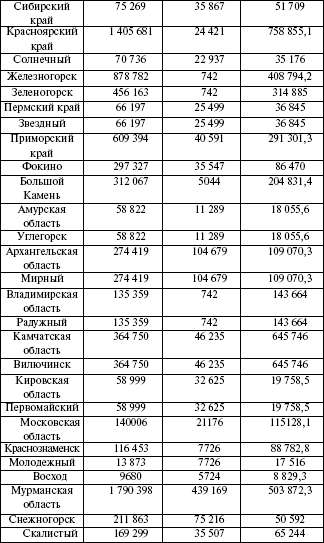 Сибирский 75 269 35 867 51 709
край
Красноярский 1 405 681 24 421 758 855,1
край
Солнечный 70 736 22 937 35 176
Железногорск 878 782 742 408 794,2
Зеленогорск 456 163 742 314 885
Пермский край 66 197 25 499 36 845
Звездный 66 197 25 499 36 845
Приморский 609 394 40 591 291 301,3
край
Фокино 297 327 35 547 86 470
Большой 312 067 5044 204 831,4
Камень
Амурская 58 822 11 289 18 055,6
область
Углегорск 58 822 11 289 18 055,6
Архангельская 274 419 104 679 109 070,3
область
Мирный 274 419 104 679 109 070,3
Владимирская 135 359 742 143 664
область
Радужный 135 359 742 143 664
Камчатская 364 750 46 235 645 746
область
Вилючинск 364 750 46 235 645 746
Кировская 58 999 32 625 19 758,5
область
Первомайский 58 999 32 625 19 758,5
Московская 140006 21176 115128,1
область
Краснознаменск 116 453 7726 88 782,8
Молодежный 13 873 7726 17 516
Восход 9680 5724 8 829,3
Мурманская 1 790 398 439 169 503 872,3
область
Снежногорск 211 863 75 216 50 592
Скалистый 169 299 35 507 65 244